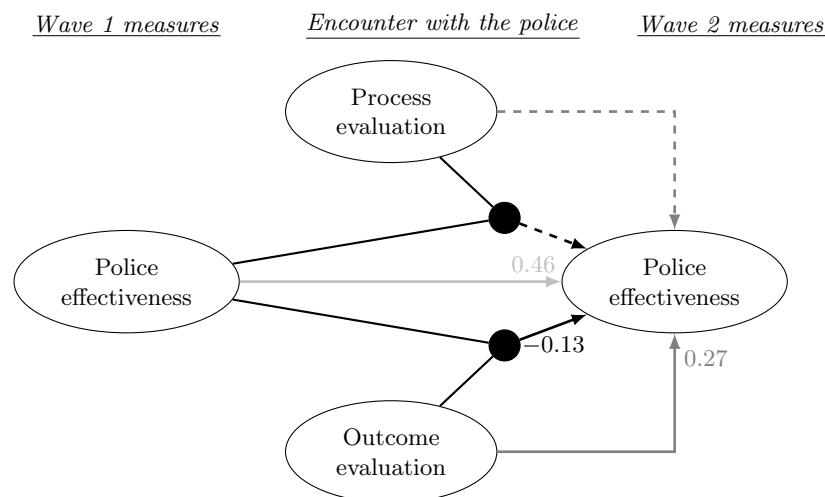 Wave 1 measures
Encounter with the police
Wave 2 measures
Process
evaluation
Police
effectiveness
0.46
Police
effectiveness
−0.13
0.27
Outcome
evaluation